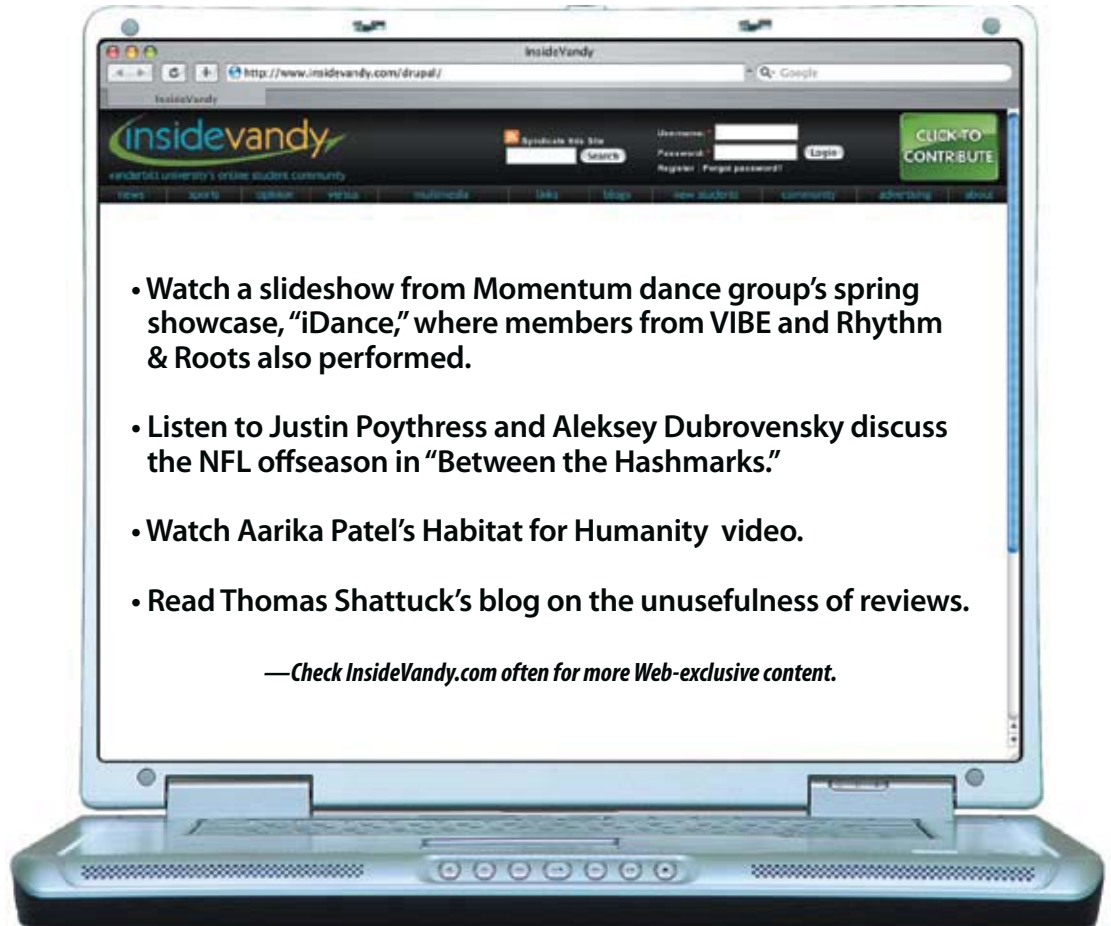 InsideVandy
http://www.insidevandy.com/drupal/
Google
InsideVandy
insidevandy
vanderbilt university's online student community
Syndicate this Site
Search
Username: *
Password: *
Login
Register Forgot password?
CLICK TO
CONTRIBUTE
news sports opinion versus multimedia links blogs new students community advertising about
• Watch a slideshow from Momentum dance group’s spring
showcase, “iDance,” where members from VIBE and Rhythm
& Roots also performed.
• Listen to Justin Poythress and Aleksey Dubrovensky discuss
the NFL offseason in “Between the Hashmarks.”
• Watch Aarika Patel’s Habitat for Humanity video.
• Read Thomas Shattuck’s blog on the unusefulness of reviews.
—Check InsideVandy.com often for more Web-exclusive content.